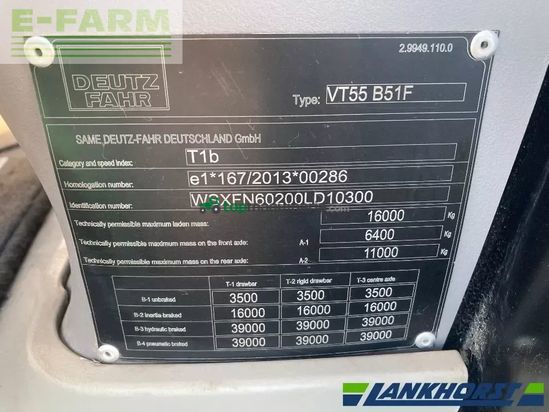 E-FARM
2.9949.110.0
DEUTZ
FAHR
Type: VT55 B51F
SAME DEUTZ-FAHR DEUTSCHLAND GmbH
Category and speed index: T1b
Homologation number: e1*167/2013*00286
Identification number: WSXFN60200LD10300
Technically permissible maximum laden mass: 16000 Kg
Technically permissible maximum mass on the front axle: A-1 6400 Kg
Technically permissible maximum mass on the rear axle: A-2 11000 Kg
T-1 drawbar T-2 rigid drawbar T-3 centre axle
B-1 unbraked 3500 3500 3500
B-2 inertia braked 16000 16000 16000
B-3 hydraulic braked 39000 39000 39000
B-4 pneumatic braked 39000 39000 39000
LANKHORST